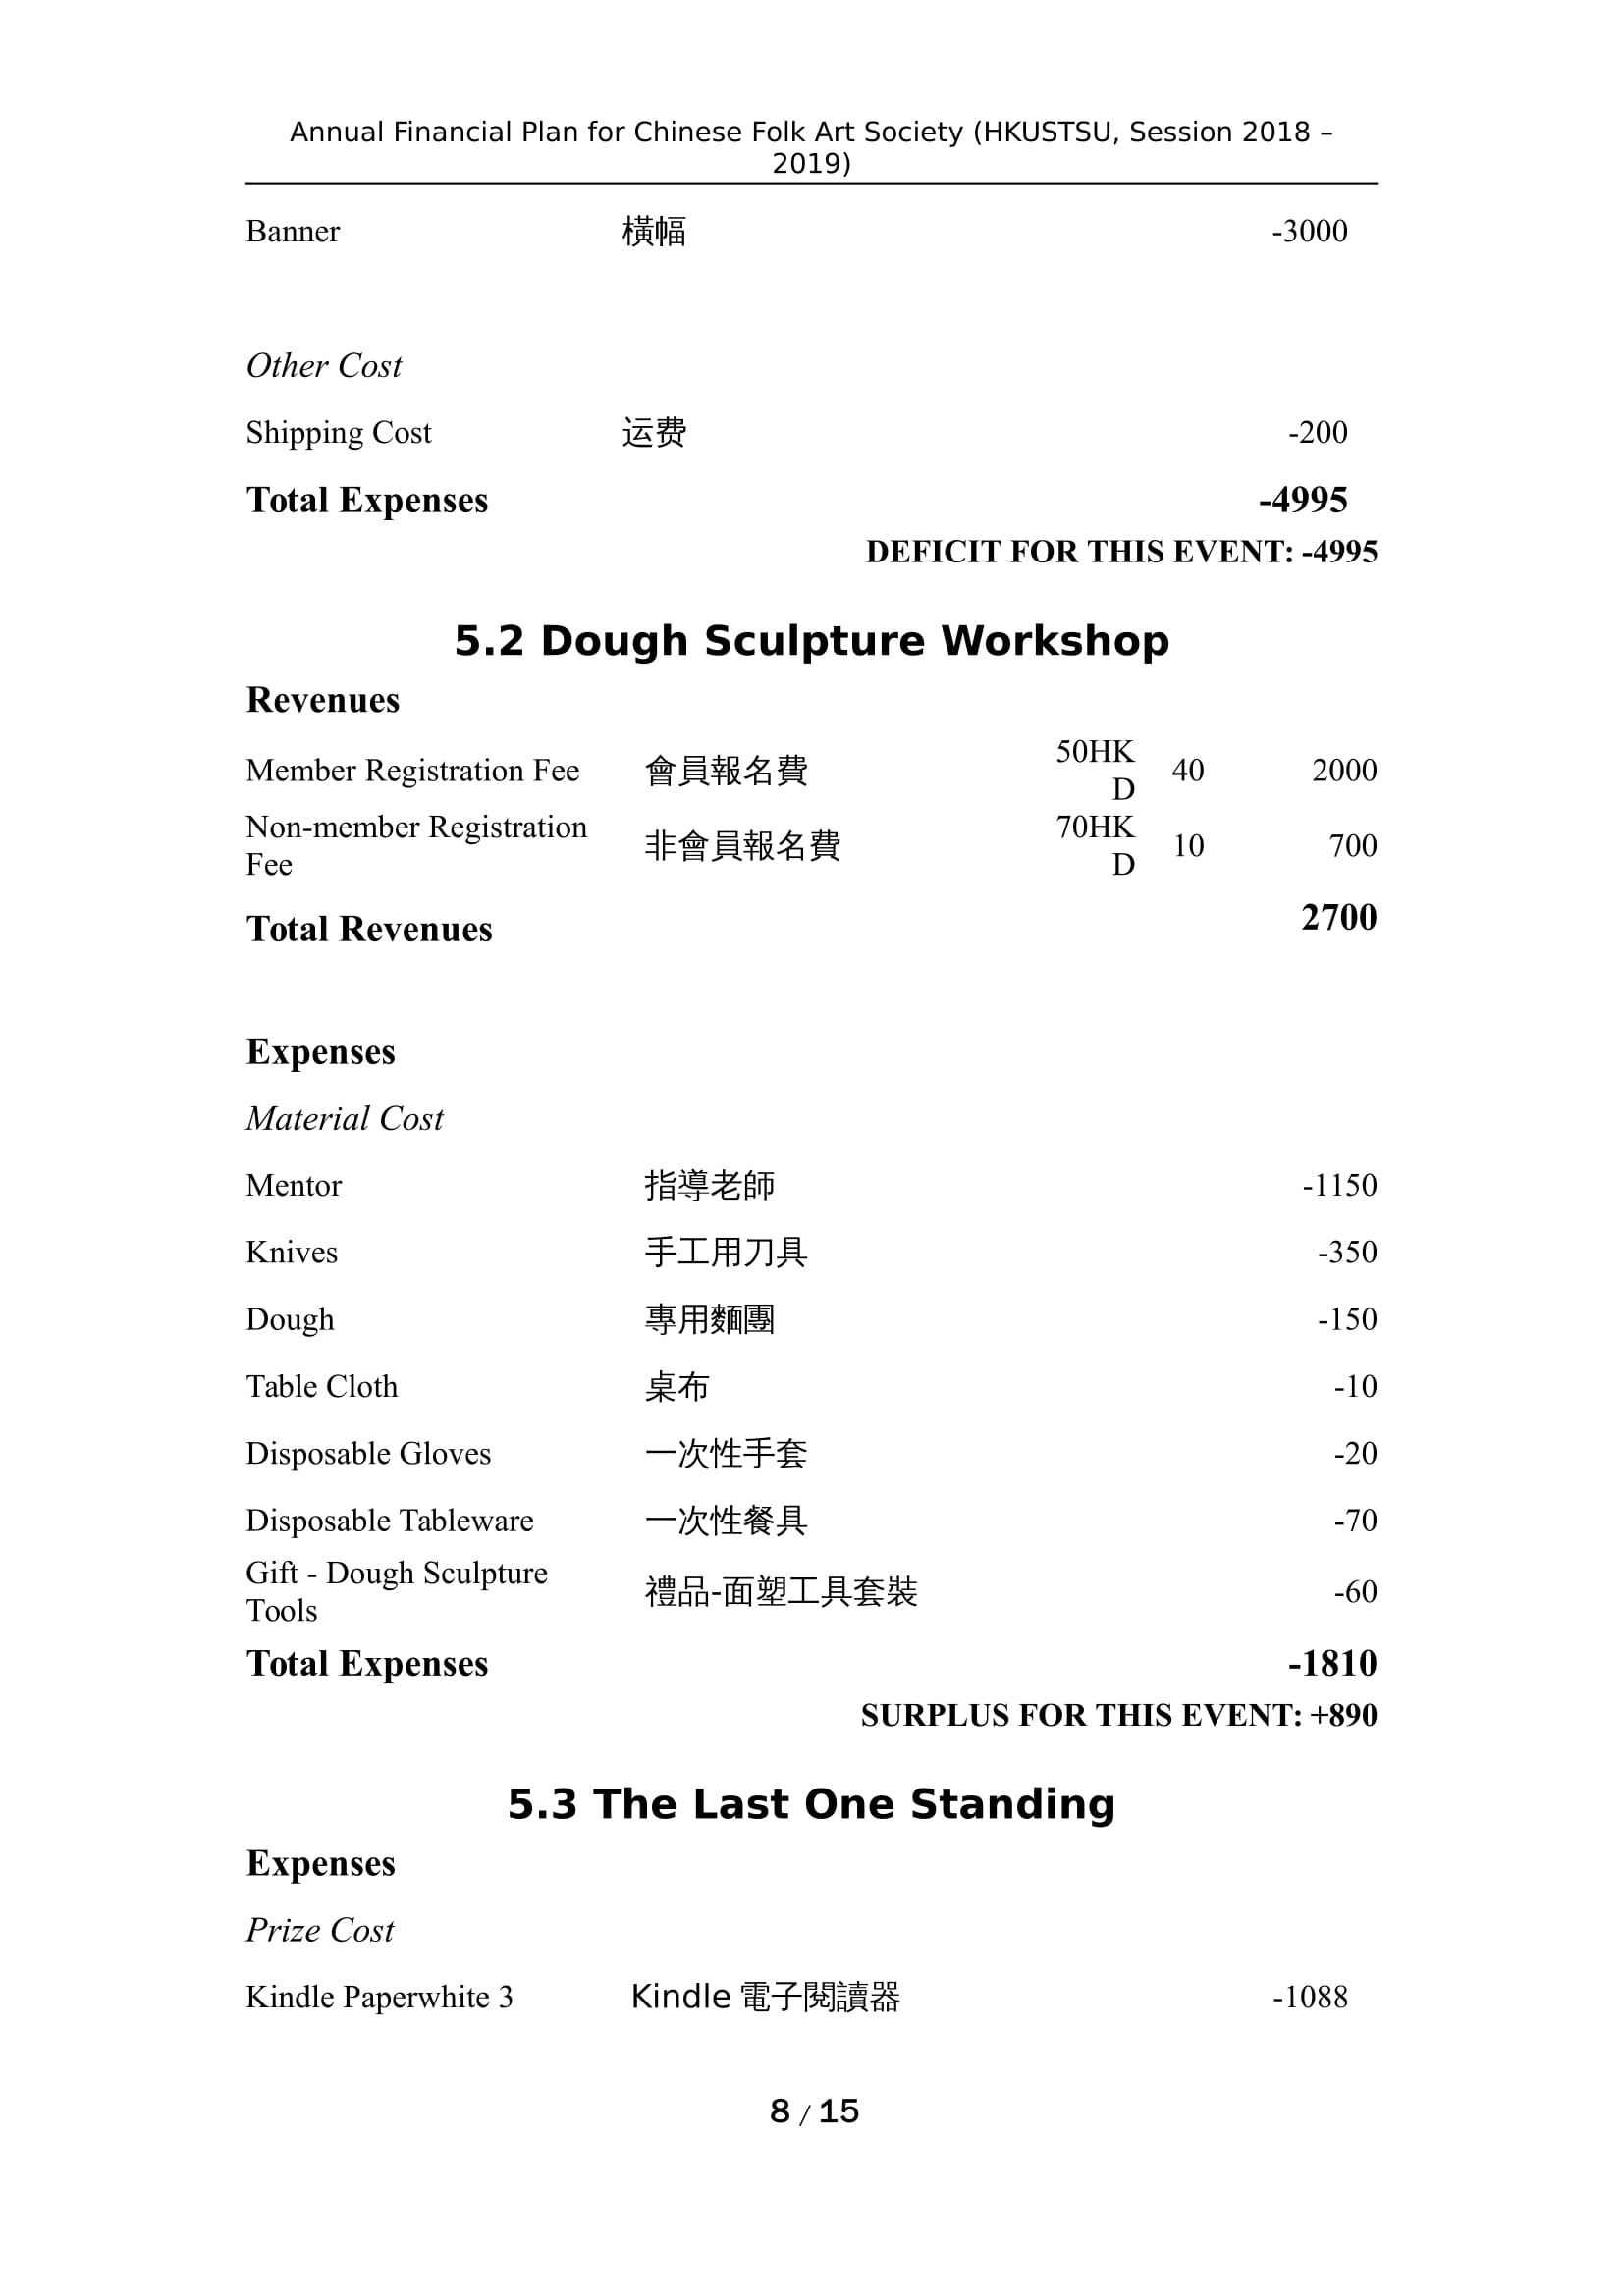 Annual Financial Plan for Chinese Folk Art Society (HKUSTSU, Session 2018 –
2019)
Banner 橫幅 -3000
Other Cost
Shipping Cost 运费 -200
Total Expenses -4995
DEFICIT FOR THIS EVENT: -4995
5.2 Dough Sculpture Workshop
Revenues
Member Registration Fee 會員報名費 50HK
D 40 2000
Non-member Registration
Fee 非會員報名費 70HK
D 10 700
Total Revenues 2700
Expenses
Material Cost
Mentor 指導老師 -1150
Knives 手工用刀具 -350
Dough 專用麵團 -150
Table Cloth 桌布 -10
Disposable Gloves 一次性手套 -20
Disposable Tableware 一次性餐具 -70
Gift - Dough Sculpture
Tools 禮品-面塑工具套裝 -60
Total Expenses -1810
SURPLUS FOR THIS EVENT: +890
5.3 The Last One Standing
Expenses
Prize Cost
Kindle Paperwhite 3 Kindle 電子閱讀器 -1088
8 / 15